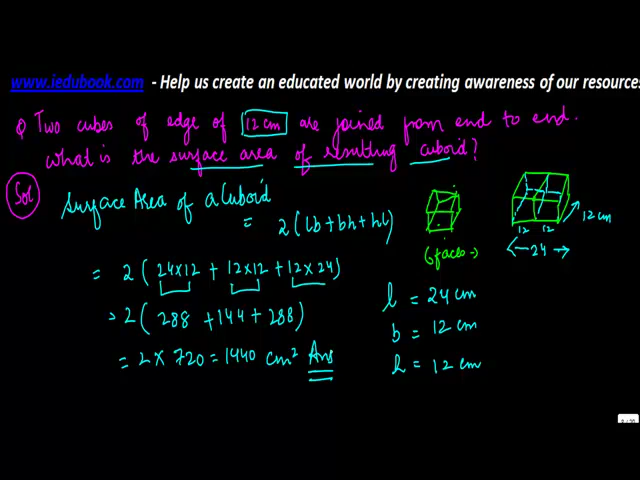 www.iedubook.com - Help us create an educated world by creating awareness of our resources
Q Two cubes of edge of 12 cm are joined from end to end.
What is the surface area of resulting cuboid?
Sol
Surface Area of a Cuboid
= 2 (lb + bh + hl)
= 2 (24×12 + 12×12 + 12×24)
= 2 (288 + 144 + 288)
= 2 × 720 = 1440 cm² Ans
6 faces →
12 cm
12 12
← 24 →
l = 24 cm
b = 12 cm
h = 12 cm